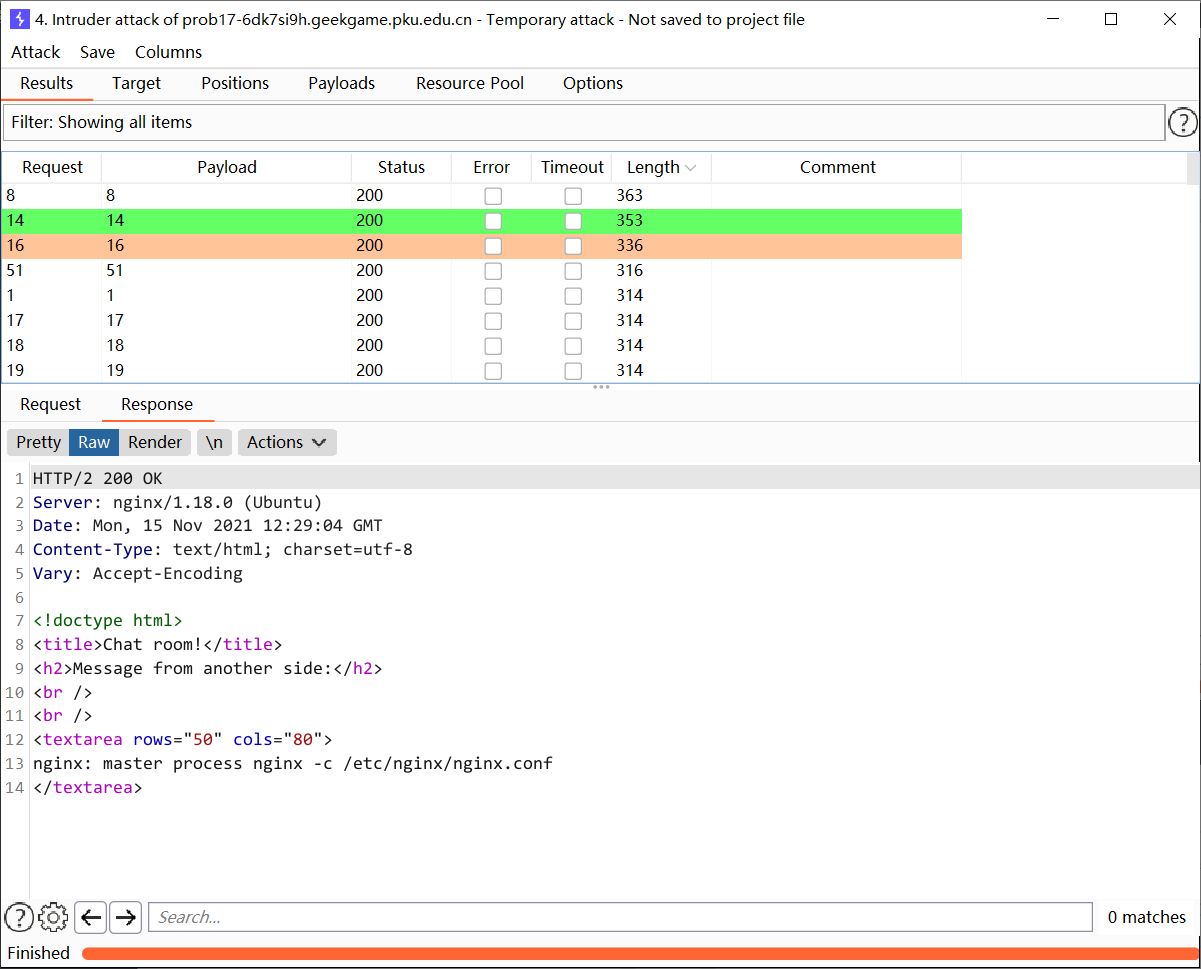 4. Intruder attack of prob17-6dk7si9h.geekgame.pku.edu.cn - Temporary attack - Not saved to project file
Attack Save Columns
Results Target Positions Payloads Resource Pool Options
Filter: Showing all items
?
Request Payload Status Error Timeout Length Comment
8 8 200 363
14 14 200 353
16 16 200 336
51 51 200 316
1 1 200 314
17 17 200 314
18 18 200 314
19 19 200 314
Request Response
Pretty Raw Render \n Actions
1 HTTP/2 200 OK
2 Server: nginx/1.18.0 (Ubuntu)
3 Date: Mon, 15 Nov 2021 12:29:04 GMT
4 Content-Type: text/html; charset=utf-8
5 Vary: Accept-Encoding
6
7 <!doctype html>
8 <title>Chat room!</title>
9 <h2>Message from another side:</h2>
10 <br />
11 <br />
12 <textarea rows="50" cols="80">
13 nginx: master process nginx -c /etc/nginx/nginx.conf
14 </textarea>
? Search... 0 matches
Finished